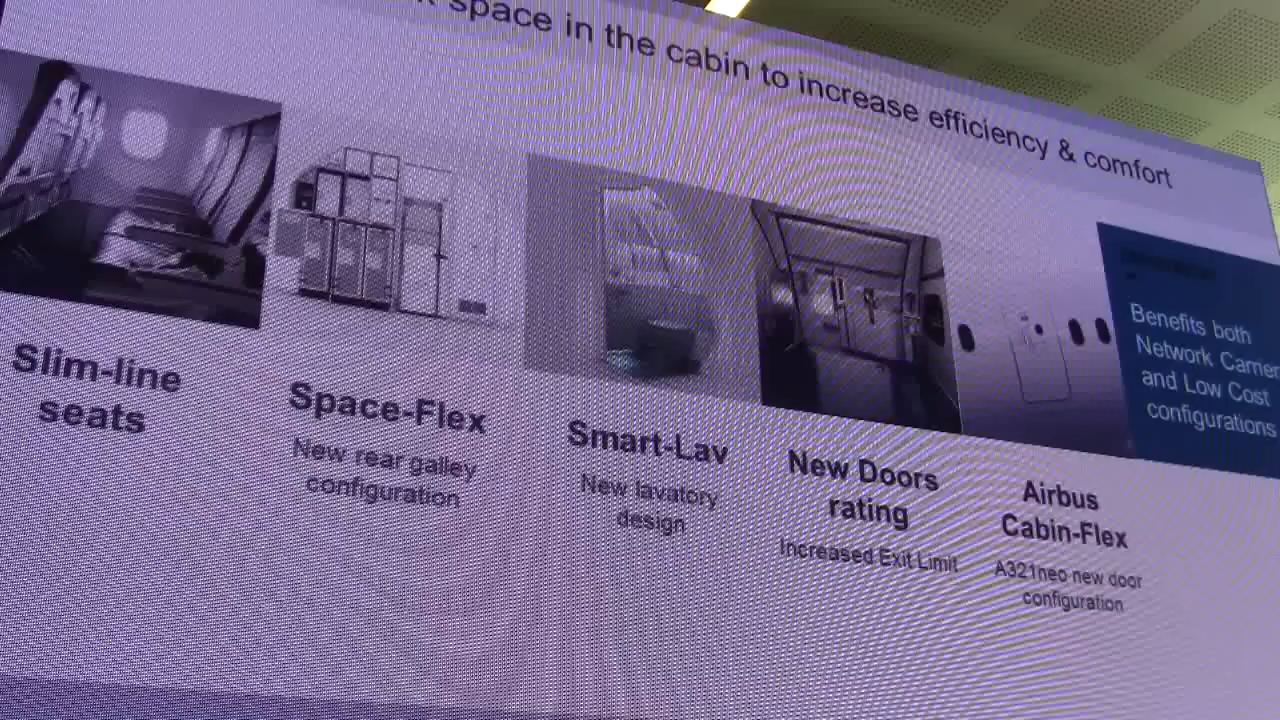 space in the cabin to increase efficiency & comfort
Slim-line
seats
Space-Flex
New rear galley
configuration
Smart-Lav
New lavatory
design
New Doors
rating
Increased Exit Limit
Airbus
Cabin-Flex
A321neo new door
configuration
Benefits both
Network Carrier
and Low Cost
configurations